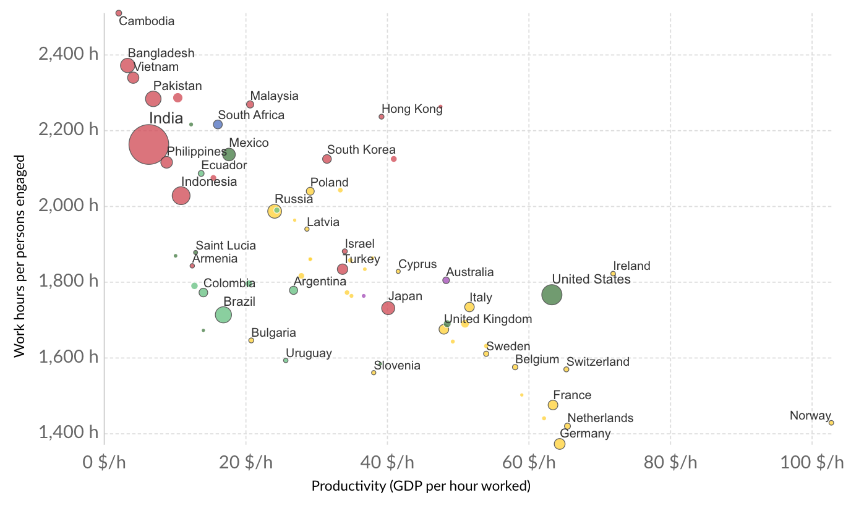 Cambodia
2,400 h
Bangladesh
Vietnam
Pakistan
Malaysia
Hong Kong
India
South Africa
2,200 h
Philippines
Mexico
South Korea
Ecuador
Indonesia
Poland
Russia
2,000 h
Latvia
Saint Lucia
Israel
Armenia
Turkey
Cyprus
Ireland
Australia
United States
1,800 h
Colombia
Argentina
Brazil
Japan
Italy
United Kingdom
Bulgaria
Uruguay
Sweden
1,600 h
Slovenia
Belgium
Switzerland
France
Netherlands
Norway
1,400 h
Germany
0 $/h
20 $/h
40 $/h
60 $/h
80 $/h
100 $/h
Productivity (GDP per hour worked)
Work hours per persons engaged